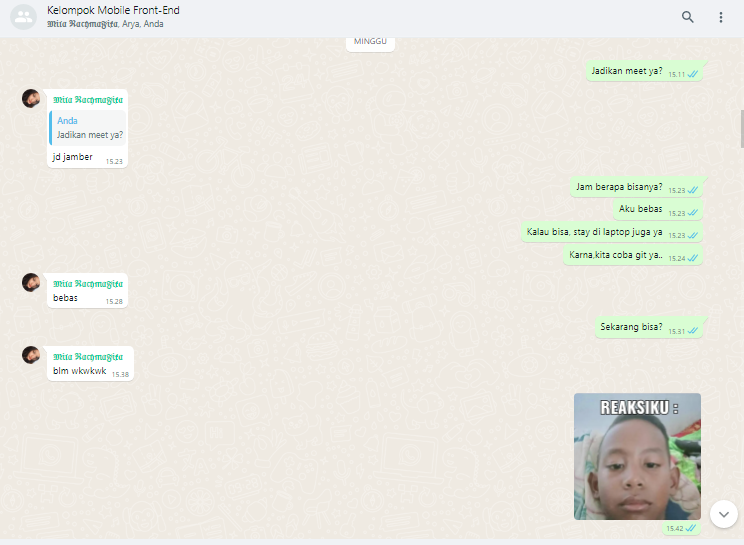 Kelompok Mobile Front-End
𝕸𝖎𝖙𝖆 𝕽𝖆𝖈𝖍𝖒𝖆𝖌𝖎𝖙𝖆, Arya, Anda
MINGGU
Jadikan meet ya? 15.11
𝕸𝖎𝖙𝖆 𝕽𝖆𝖈𝖍𝖒𝖆𝖌𝖎𝖙𝖆
Anda
Jadikan meet ya?
jd jamber 15.23
Jam berapa bisanya? 15.23
Aku bebas 15.23
Kalau bisa, stay di laptop juga ya 15.23
Karna,kita coba git ya.. 15.24
𝕸𝖎𝖙𝖆 𝕽𝖆𝖈𝖍𝖒𝖆𝖌𝖎𝖙𝖆
bebas 15.28
Sekarang bisa? 15.31
𝕸𝖎𝖙𝖆 𝕽𝖆𝖈𝖍𝖒𝖆𝖌𝖎𝖙𝖆
blm wkwkwk 15.38
REAKSIKU :
15.42